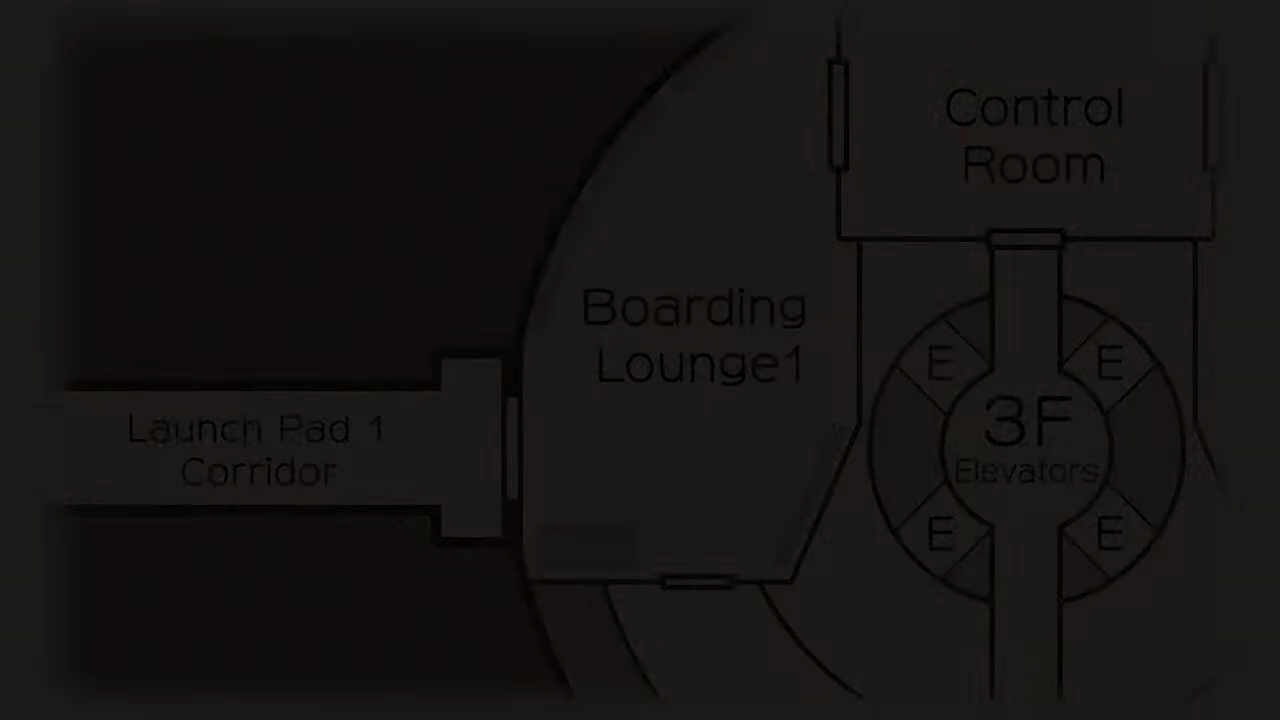 Control
Room
Boarding
Lounge1
E
E
3F
Elevators
Launch Pad 1
Corridor
E
E